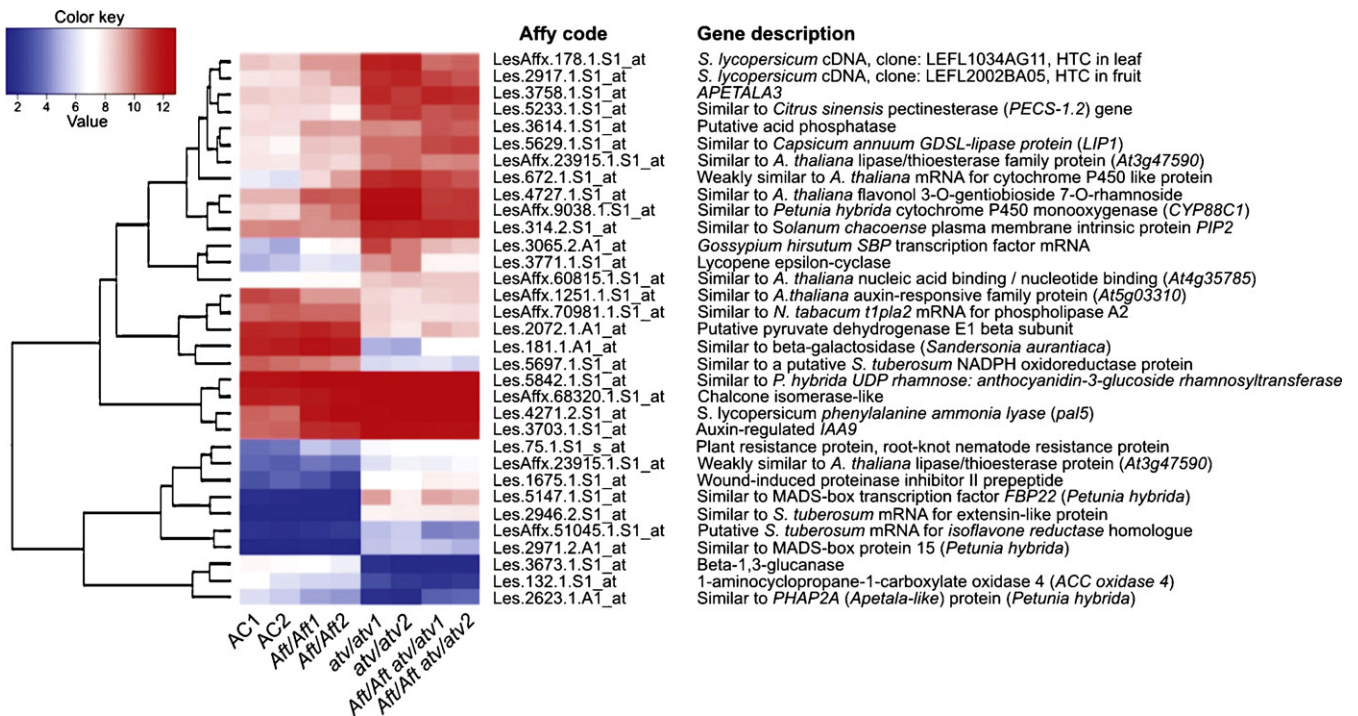 Color key
2 4 6 8 10 12
Value
Affy code Gene description
LesAffx.178.1.S1_at S. lycopersicum cDNA, clone: LEFL1034AG11, HTC in leaf
Les.2917.1.S1_at S. lycopersicum cDNA, clone: LEFL2002BA05, HTC in fruit
Les.3758.1.S1_at APETALA3
Les.5233.1.S1_at Similar to Citrus sinensis pectinesterase (PECS-1.2) gene
Les.3614.1.S1_at Putative acid phosphatase
Les.5629.1.S1_at Similar to Capsicum annuum GDSL-lipase protein (LIP1)
LesAffx.23915.1.S1_at Similar to A. thaliana lipase/thioesterase family protein (At3g47590)
Les.672.1.S1_at Weakly similar to A. thaliana mRNA for cytochrome P450 like protein
Les.4727.1.S1_at Similar to A. thaliana flavonol 3-O-gentiobioside 7-O-rhamnoside
LesAffx.9038.1.S1_at Similar to Petunia hybrida cytochrome P450 monooxygenase (CYP88C1)
Les.314.2.S1_at Similar to Solanum chacoense plasma membrane intrinsic protein PIP2
Les.3065.2.A1_at Gossypium hirsutum SBP transcription factor mRNA
Les.3771.1.S1_at Lycopene epsilon-cyclase
LesAffx.60815.1.S1_at Similar to A. thaliana nucleic acid binding / nucleotide binding (At4g35785)
LesAffx.1251.1.S1_at Similar to A.thaliana auxin-responsive family protein (At5g03310)
LesAffx.70981.1.S1_at Similar to N. tabacum t1pla2 mRNA for phospholipase A2
Les.2072.1.A1_at Putative pyruvate dehydrogenase E1 beta subunit
Les.181.1.A1_at Similar to beta-galactosidase (Sandersonia aurantiaca)
Les.5697.1.S1_at Similar to a putative S. tuberosum NADPH oxidoreductase protein
Les.5842.1.S1_at Similar to P. hybrida UDP rhamnose: anthocyanidin-3-glucoside rhamnosyltransferase
LesAffx.68320.1.S1_at Chalcone isomerase-like
Les.4271.2.S1_at S. lycopersicum phenylalanine ammonia lyase (pal5)
Les.3703.1.S1_at Auxin-regulated IAA9
Les.75.1.S1_s_at Plant resistance protein, root-knot nematode resistance protein
LesAffx.23915.1.S1_at Weakly similar to A. thaliana lipase/thioesterase protein (At3g47590)
Les.1675.1.S1_at Wound-induced proteinase inhibitor II prepeptide
Les.5147.1.S1_at Similar to MADS-box transcription factor FBP22 (Petunia hybrida)
Les.2946.2.S1_at Similar to S. tuberosum mRNA for extensin-like protein
LesAffx.51045.1.S1_at Putative S. tuberosum mRNA for isoflavone reductase homologue
Les.2971.2.A1_at Similar to MADS-box protein 15 (Petunia hybrida)
Les.3673.1.S1_at Beta-1,3-glucanase
Les.132.1.S1_at 1-aminocyclopropane-1-carboxylate oxidase 4 (ACC oxidase 4)
Les.2623.1.A1_at Similar to PHAP2A (Apetala-like) protein (Petunia hybrida)
AC1
AC2
Aft/Aft1
Aft/Aft2
atv/atv1
atv/atv2
Aft/Aft atv/atv1
Aft/Aft atv/atv2